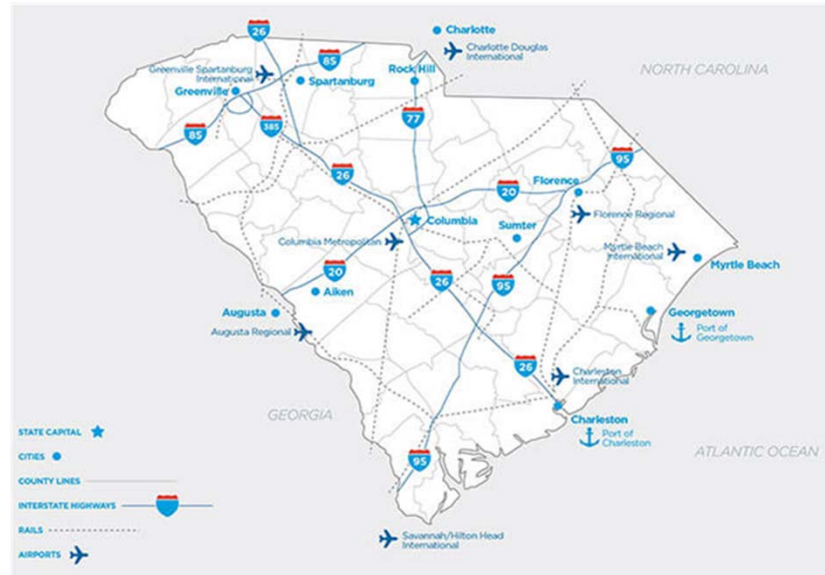 26
Charlotte
Charlotte Douglas
International
85
Greenville Spartanburg
International
Spartanburg
Rock Hill
NORTH CAROLINA
Greenville
77
385
85
95
26
20
Florence
Florence Regional
Columbia
Sumter
Columbia Metropolitan
Myrtle Beach
International
Myrtle Beach
20
26
95
Aiken
Augusta
Augusta Regional
Georgetown
Port of
Georgetown
26
Charleston
International
GEORGIA
Charleston
Port of
Charleston
ATLANTIC OCEAN
95
Savannah/Hilton Head
International
STATE CAPITAL
CITIES
COUNTY LINES
INTERSTATE HIGHWAYS
RAILS
AIRPORTS